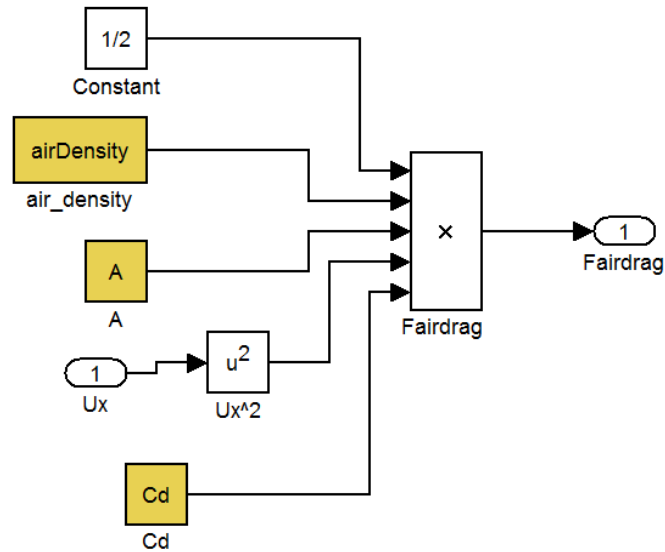 1/2
Constant
airDensity
air_density
A
A
1
Ux
u²
Ux^2
Cd
Cd
×
Fairdrag
1
Fairdrag